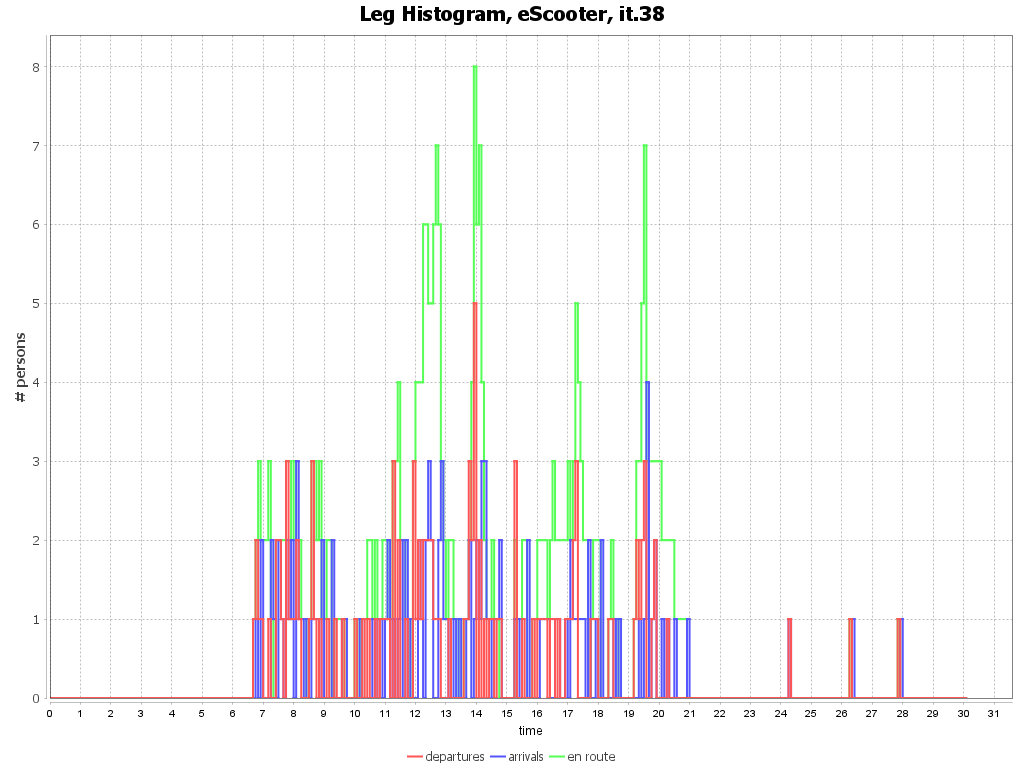 Leg Histogram, eScooter, it.38
# persons
8
7
6
5
4
3
2
1
0
0 1 2 3 4 5 6 7 8 9 10 11 12 13 14 15 16 17 18 19 20 21 22 23 24 25 26 27 28 29 30 31
time
departures arrivals en route